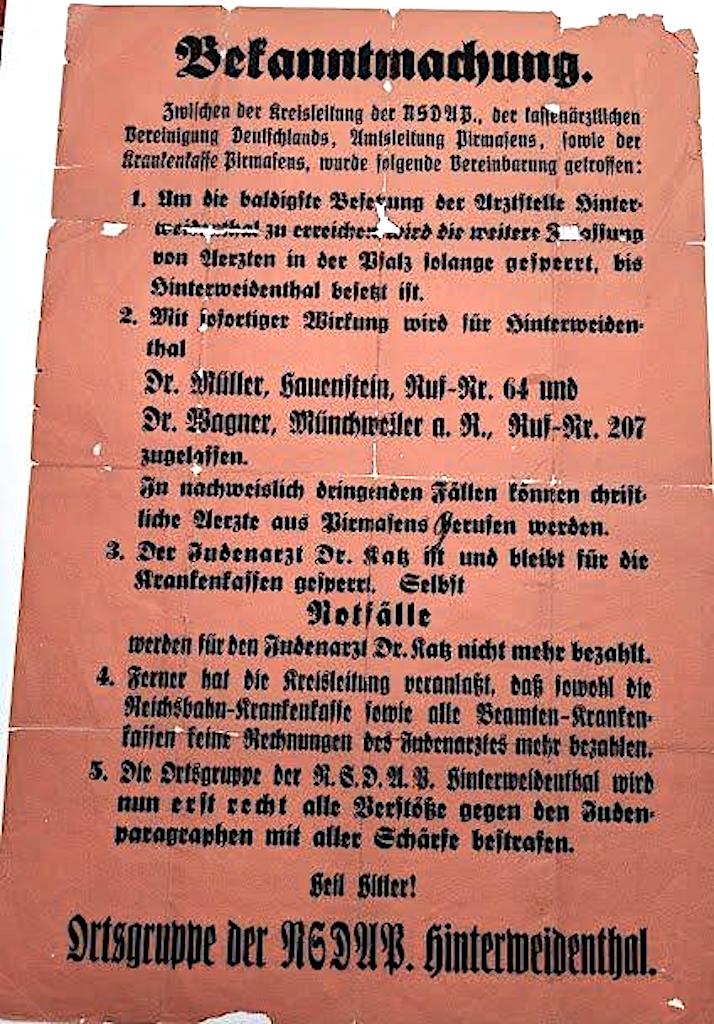 Bekanntmachung.
Zwischen der Kreisleitung der NSDAP., der kassenärztlichen
Vereinigung Deutschlands, Amtsleitung Pirmasens, sowie der
Krankenkasse Pirmasens, wurde folgende Vereinbarung getroffen:
1. Um die baldigste Besetzung der Arztstelle Hinter-
weidenthal zu erreichen wird die weitere
von Aerzten in der Pfalz solange gesperrt, bis
Hinterweidenthal besetzt ist.
2. Mit sofortiger Wirkung wird für Hinterweiden-
thal
Dr. Müller, Hauenstein, Ruf-Nr. 64 und
Dr. Wagner, Münchweiler a. R., Ruf-Nr. 207
zugelassen.
In nachweislich dringenden Fällen können christ-
liche Aerzte aus Pirmasens gerufen werden.
3. Der Judenarzt Dr. Katz ist und bleibt für die
Krankenkassen gesperrt. Selbst
Notfälle
werden für den Judenarzt Dr. Katz nicht mehr bezahlt.
4. Ferner hat die Kreisleitung veranlaßt, daß sowohl die
Reichsbahn-Krankenkasse sowie alle Beamten-Kranken-
kassen keine Rechnungen des Judenarztes mehr bezahlen.
5. Die Ortsgruppe der N.S.D.A.P. Hinterweidenthal wird
nun erst recht alle Verstöße gegen den Juden-
paragraphen mit aller Schärfe bestrafen.
Heil Hitler!
Ortsgruppe der NSDAP. Hinterweidenthal.